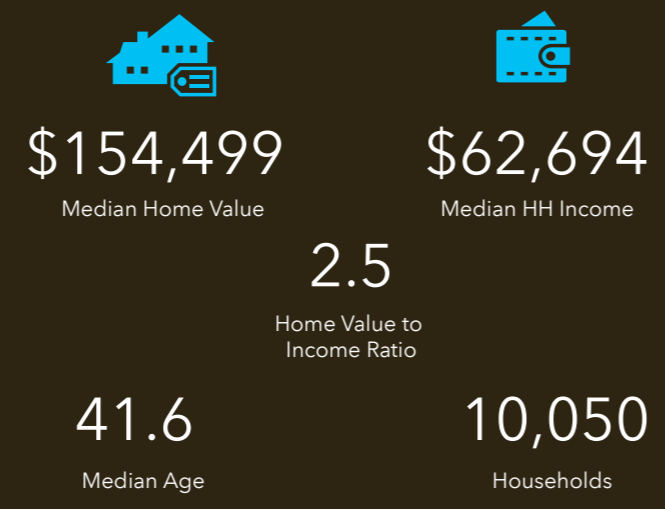 $154,499
Median Home Value
$62,694
Median HH Income
2.5
Home Value to
Income Ratio
41.6
Median Age
10,050
Households